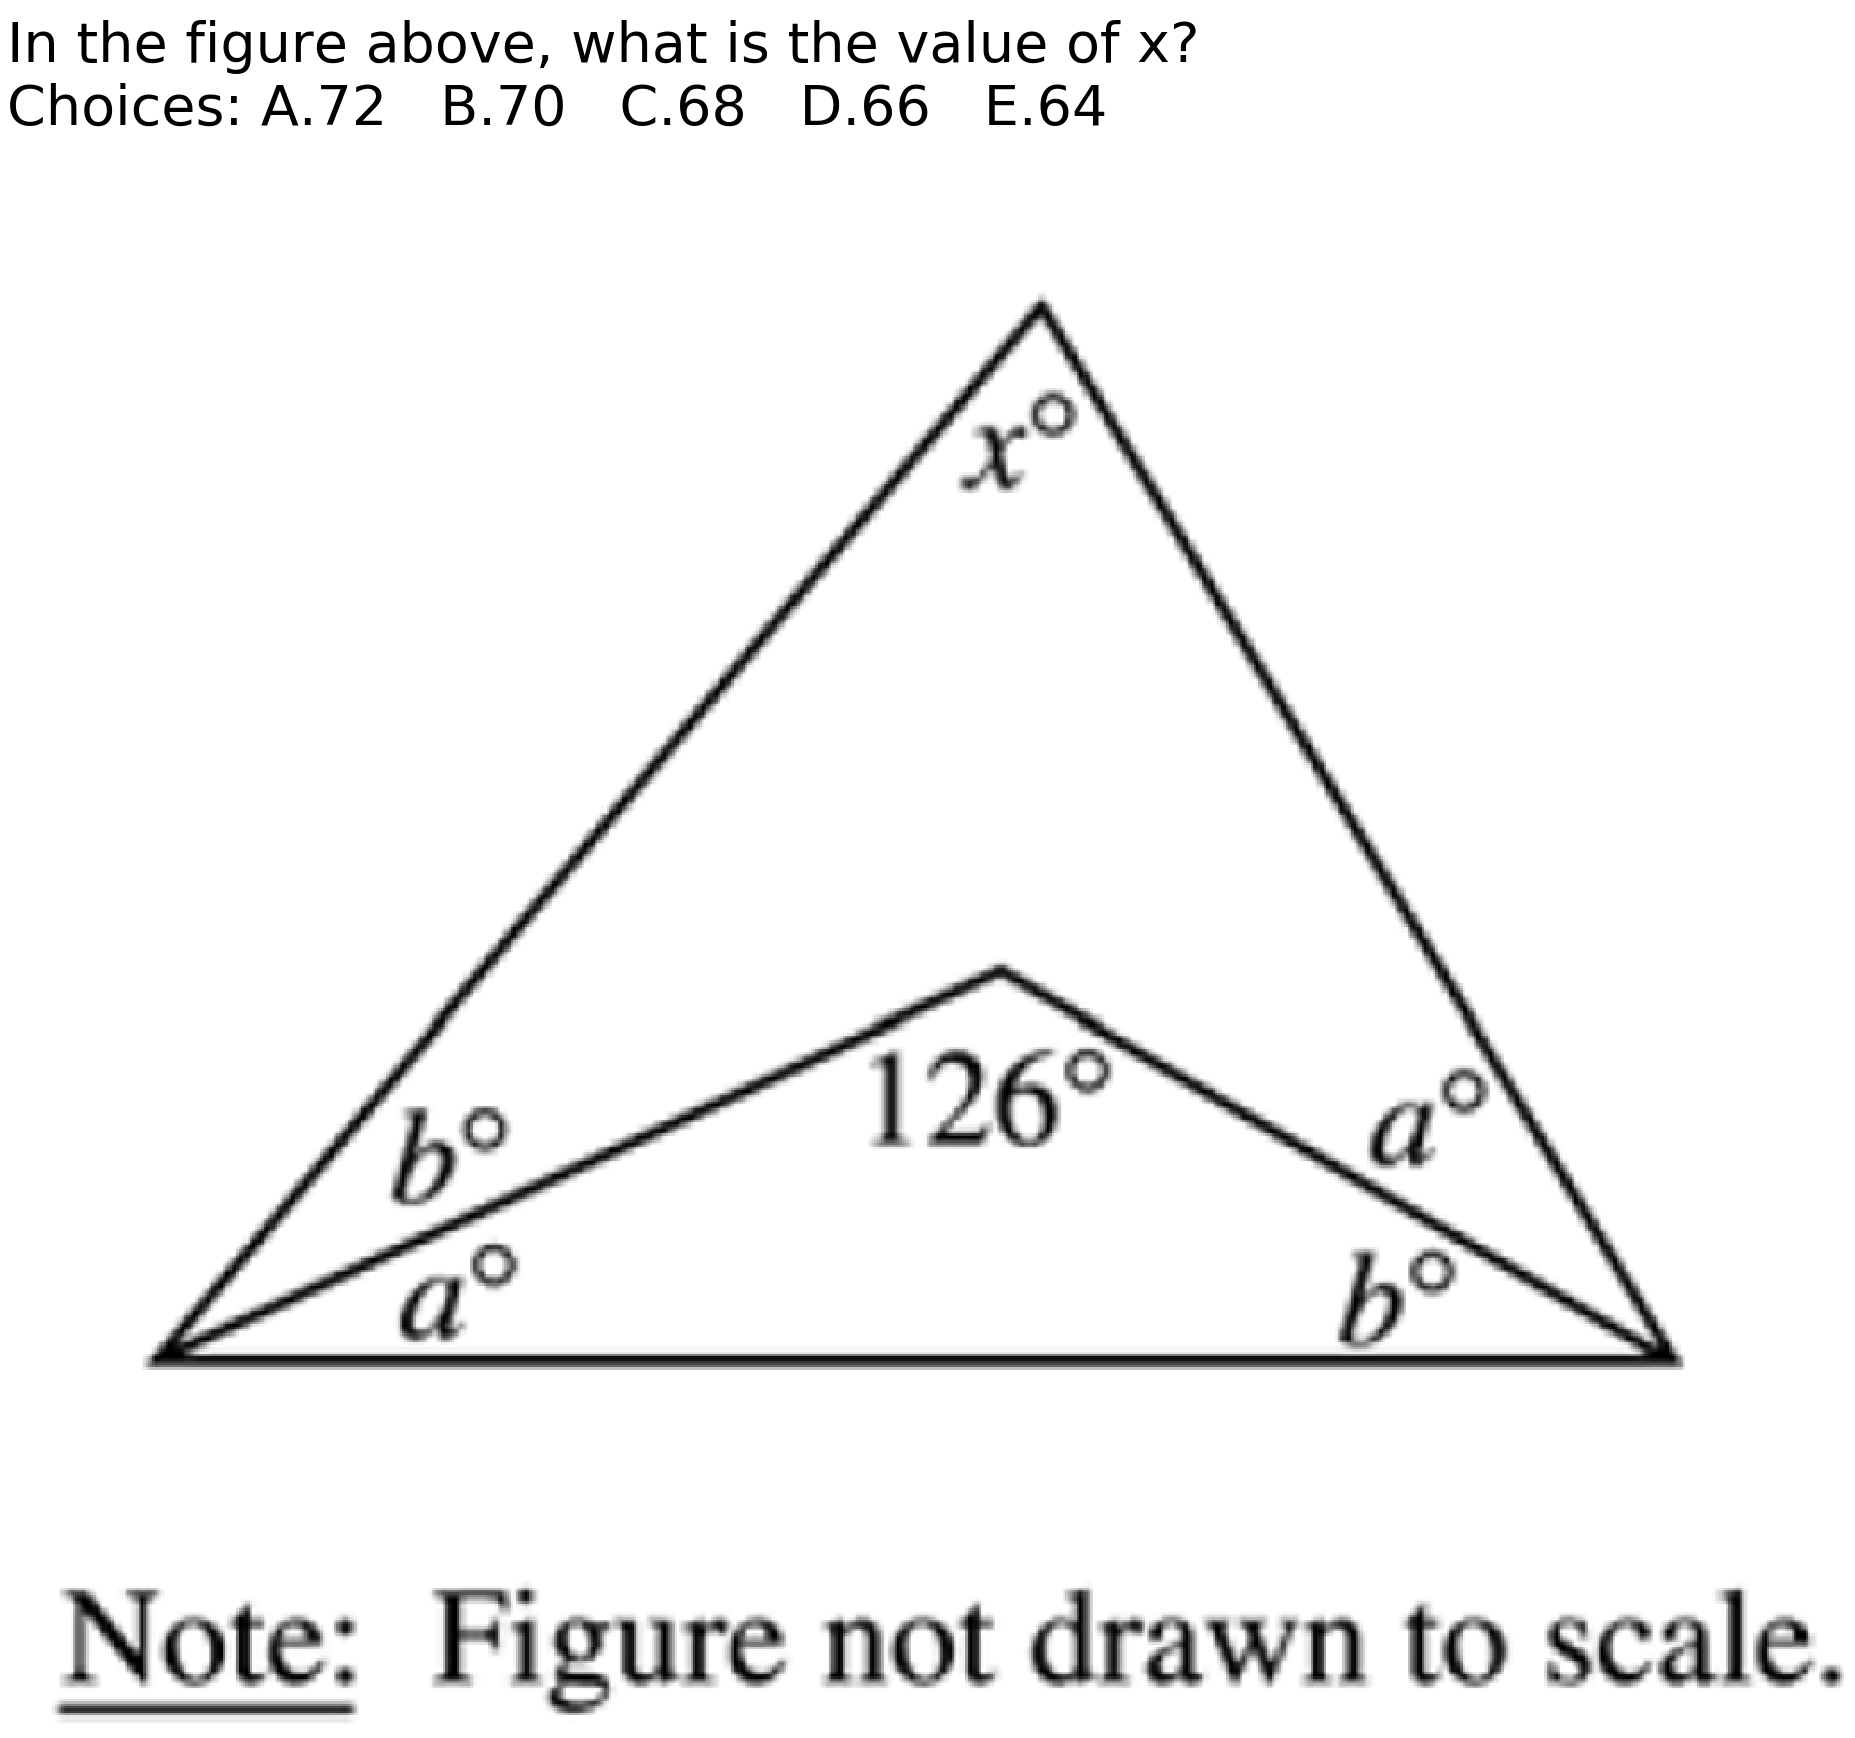 In the figure above, what is the value of x?
Choices: A.72   B.70   C.68   D.66   E.64
x°
126°
b°
a°
a°
b°
Note: Figure not drawn to scale.